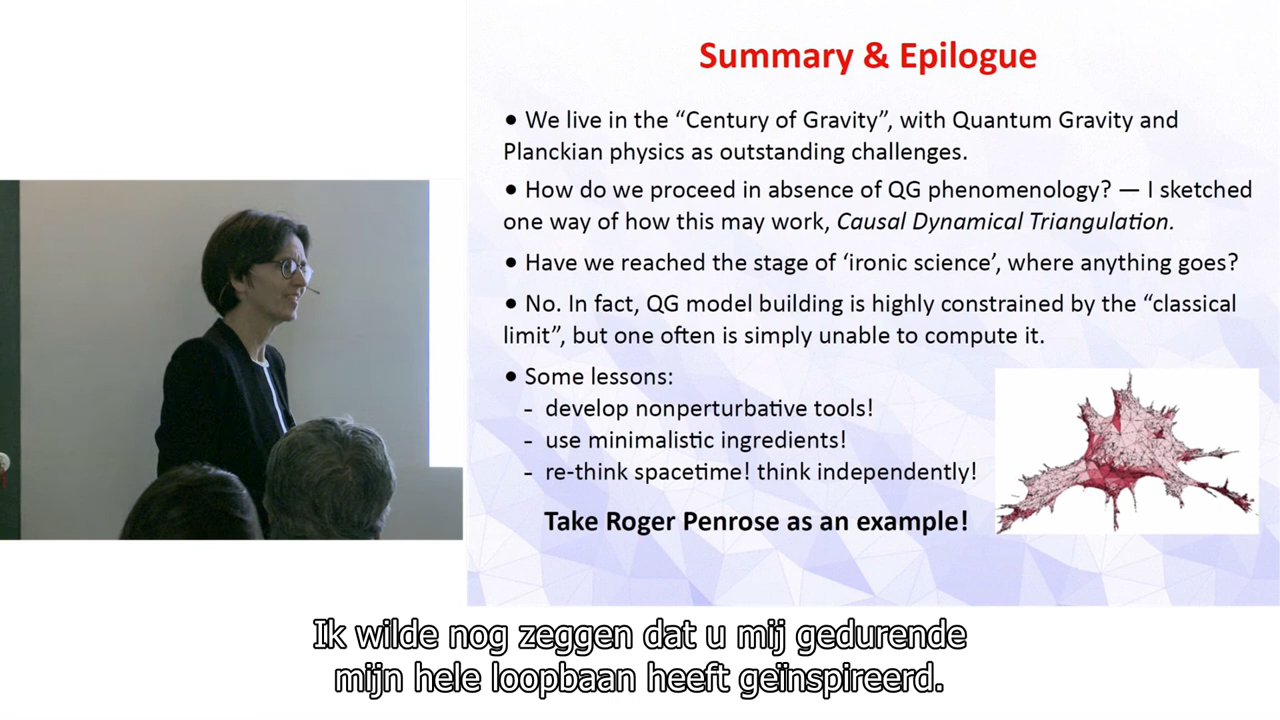 Summary & Epilogue
• We live in the “Century of Gravity”, with Quantum Gravity and
Planckian physics as outstanding challenges.
• How do we proceed in absence of QG phenomenology? — I sketched
one way of how this may work, Causal Dynamical Triangulation.
• Have we reached the stage of ‘ironic science’, where anything goes?
• No. In fact, QG model building is highly constrained by the “classical
limit”, but one often is simply unable to compute it.
• Some lessons:
- develop nonperturbative tools!
- use minimalistic ingredients!
- re-think spacetime! think independently!
Take Roger Penrose as an example!
Ik wilde nog zeggen dat u mij gedurende
mijn hele loopbaan heeft geïnspireerd.